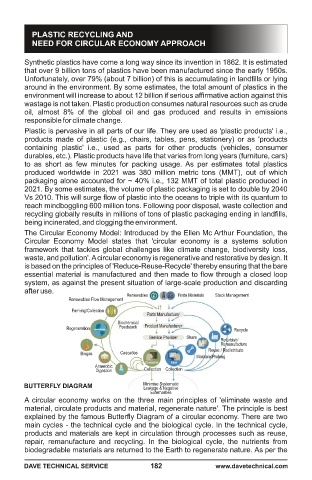 PLASTIC RECYCLING AND
NEED FOR CIRCULAR ECONOMY APPROACH
Synthetic plastics have come a long way since its invention in 1862. It is estimated
that over 9 billion tons of plastics have been manufactured since the early 1950s.
Unfortunately, over 79% (about 7 billion) of this is accumulating in landfills or lying
around in the environment. By some estimates, the total amount of plastics in the
environment will increase to about 12 billion if serious affirmative action against this
wastage is not taken. Plastic production consumes natural resources such as crude
oil, almost 8% of the global oil and gas produced and results in emissions
responsible for climate change.
Plastic is pervasive in all parts of our life. They are used as 'plastic products' i.e.,
products made of plastic (e.g., chairs, tables, pens, stationery) or as 'products
containing plastic' i.e., used as parts for other products (vehicles, consumer
durables, etc.). Plastic products have life that varies from long years (furniture, cars)
to as short as few minutes for packing usage. As per estimates total plastics
produced worldwide in 2021 was 380 million metric tons (MMT), out of which
packaging alone accounted for ~ 40% i.e., 132 MMT of total plastic produced in
2021. By some estimates, the volume of plastic packaging is set to double by 2040
Vs 2010. This will surge flow of plastic into the oceans to triple with its quantum to
reach mindboggling 600 million tons. Following poor disposal, waste collection and
recycling globally results in millions of tons of plastic packaging ending in landfills,
being incinerated, and clogging the environment.
The Circular Economy Model: Introduced by the Ellen Mc Arthur Foundation, the
Circular Economy Model states that 'circular economy is a systems solution
framework that tackles global challenges like climate change, biodiversity loss,
waste, and pollution'. A circular economy is regenerative and restorative by design. It
is based on the principles of 'Reduce-Reuse-Recycle' thereby ensuring that the bare
essential material is manufactured and then made to flow through a closed loop
system, as against the present situation of large-scale production and discarding
after use.
Renewables Finite Materials Stock Management
Renewables Flow Management
Farming/Collection
Parts Manufacturer
Biochemical
Feedstock
Product Manufacturer
Regeneration
Recycle
Service Provider
Share
Refurbish/
Remanufacture
Reuse / Redistribute
Biogas
Cascades
Maintain/Prolong
Anaerobic
Digestion
Collection Collection
Minimise Systematic
Leakage & Negative
Externalities
BUTTERFLY DIAGRAM
A circular economy works on the three main principles of 'eliminate waste and
material, circulate products and material, regenerate nature'. The principle is best
explained by the famous Butterfly Diagram of a circular economy. There are two
main cycles - the technical cycle and the biological cycle. In the technical cycle,
products and materials are kept in circulation through processes such as reuse,
repair, remanufacture and recycling. In the biological cycle, the nutrients from
biodegradable materials are returned to the Earth to regenerate nature. As per the
DAVE TECHNICAL SERVICE 182 www.davetechnical.com